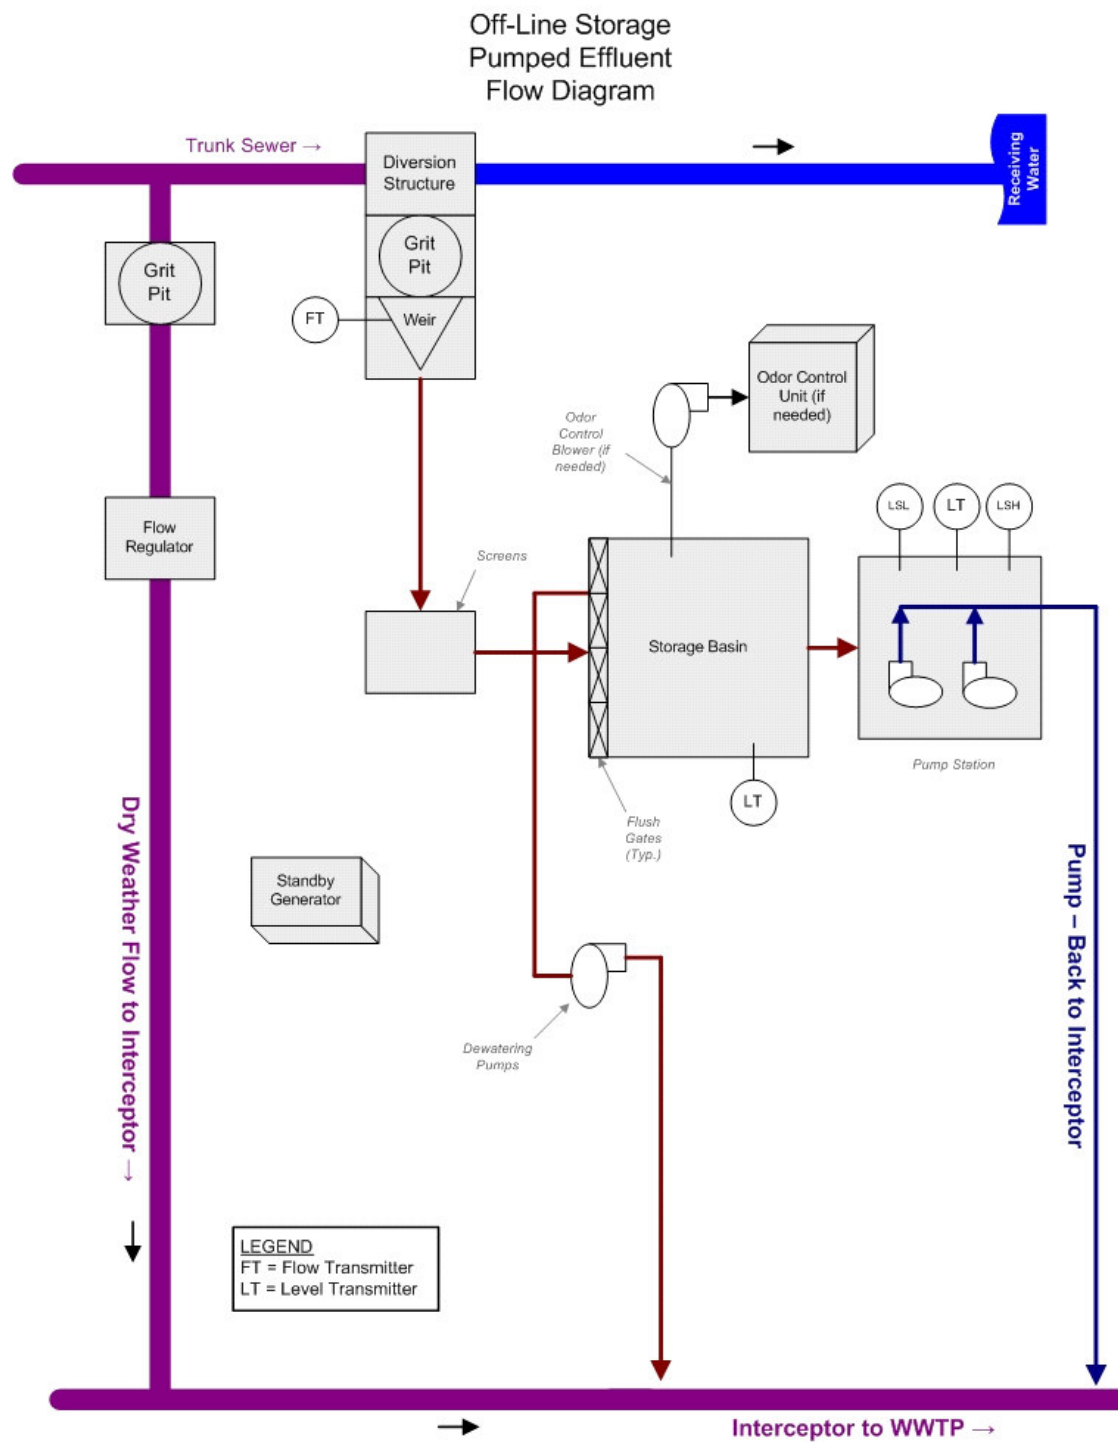 Off-Line Storage
Pumped Effluent
Flow Diagram
Trunk Sewer →
Diversion
Structure
Receiving
Water
Grit
Pit
Grit
Pit
FT
Weir
Odor Control
Unit (if
needed)
Odor
Control
Blower (if
needed)
LSL
LT
LSH
Flow
Regulator
Screens
Storage Basin
Pump Station
LT
Flush
Gates
(Typ.)
Dry Weather Flow to Interceptor →
Standby
Generator
Pump – Back to Interceptor
Dewatering
Pumps
LEGEND
FT = Flow Transmitter
LT = Level Transmitter
Interceptor to WWTP →